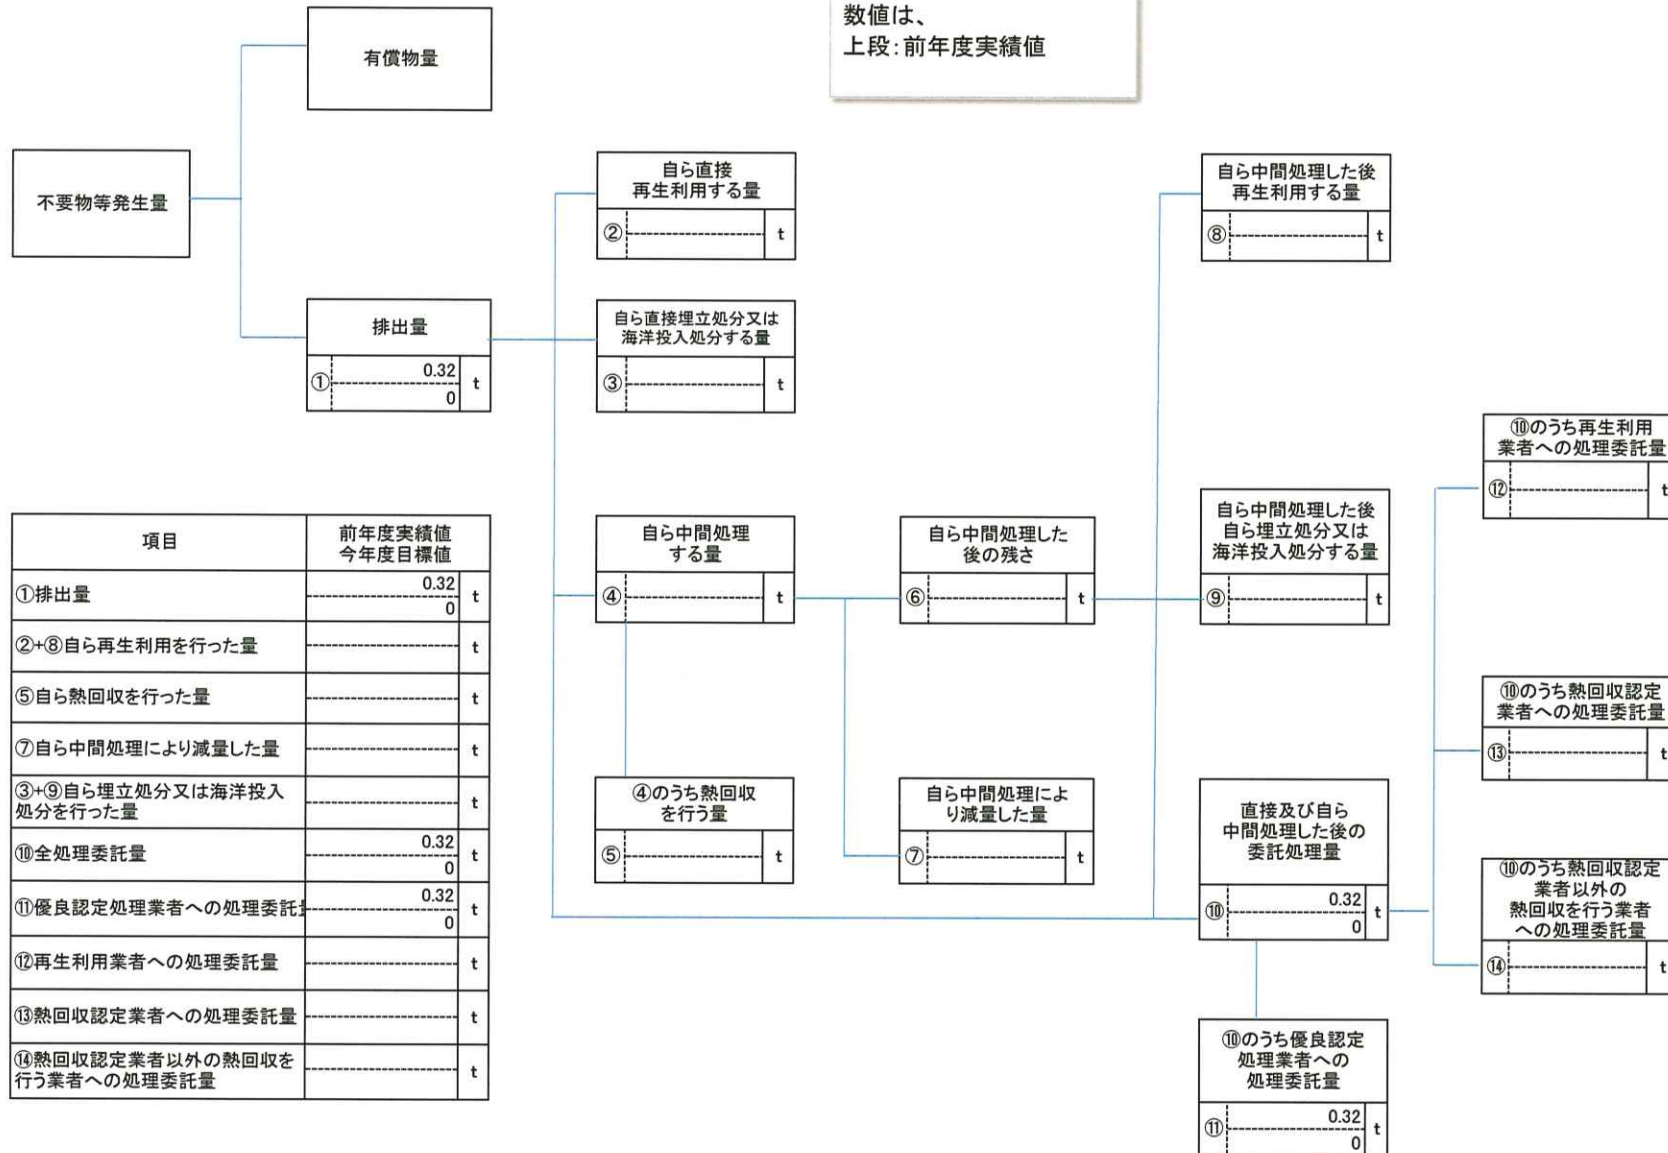 数値は、
上段:前年度実績値
有償物量
不要物等発生量
排出量
① 0.32 t
0
自ら直接
再生利用する量
② t
自ら直接埋立処分又は
海洋投入処分する量
③ t
自ら中間処理した後
再生利用する量
⑧ t
自ら中間処理
する量
④ t
自ら中間処理した
後の残さ
⑥ t
自ら中間処理した後
自ら埋立処分又は
海洋投入処分する量
⑨ t
⑩のうち再生利用
業者への処理委託量
⑫ t
⑩のうち熱回収認定
業者への処理委託量
⑬ t
④のうち熱回収
を行う量
⑤ t
自ら中間処理によ
り減量した量
⑦ t
直接及び自ら
中間処理した後の
委託処理量
⑩ 0.32 t
0
⑩のうち熱回収認定
業者以外の
熱回収を行う業者
への処理委託量
⑭ t
⑩のうち優良認定
処理業者への
処理委託量
⑪ 0.32 t
0
項目 前年度実績値
今年度目標値
①排出量 0.32 t
0
②+⑧自ら再生利用を行った量 t
⑤自ら熱回収を行った量 t
⑦自ら中間処理により減量した量 t
③+⑨自ら埋立処分又は海洋投入
処分を行った量 t
⑩全処理委託量 0.32 t
0
⑪優良認定処理業者への処理委託 0.32 t
0
⑫再生利用業者への処理委託量 t
⑬熱回収認定業者への処理委託量 t
⑭熱回収認定業者以外の熱回収を
行う業者への処理委託量 t